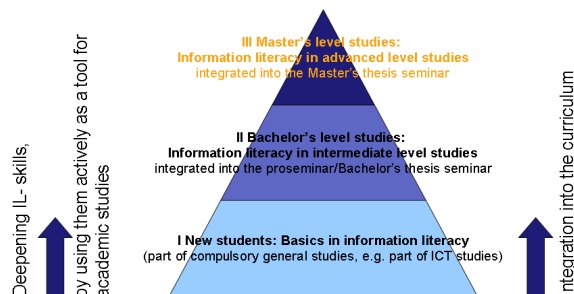 III Master's level studies:
Information literacy in advanced level studies
integrated into the Master's thesis seminar
II Bachelor's level studies:
Information literacy in intermediate level studies
integrated into the proseminar/Bachelor's thesis seminar
I New students: Basics in information literacy
(part of compulsory general studies, e.g. part of ICT studies)
Deepening IL- skills,
by using them actively as a tool for
academic studies
ntegration into the curriculum